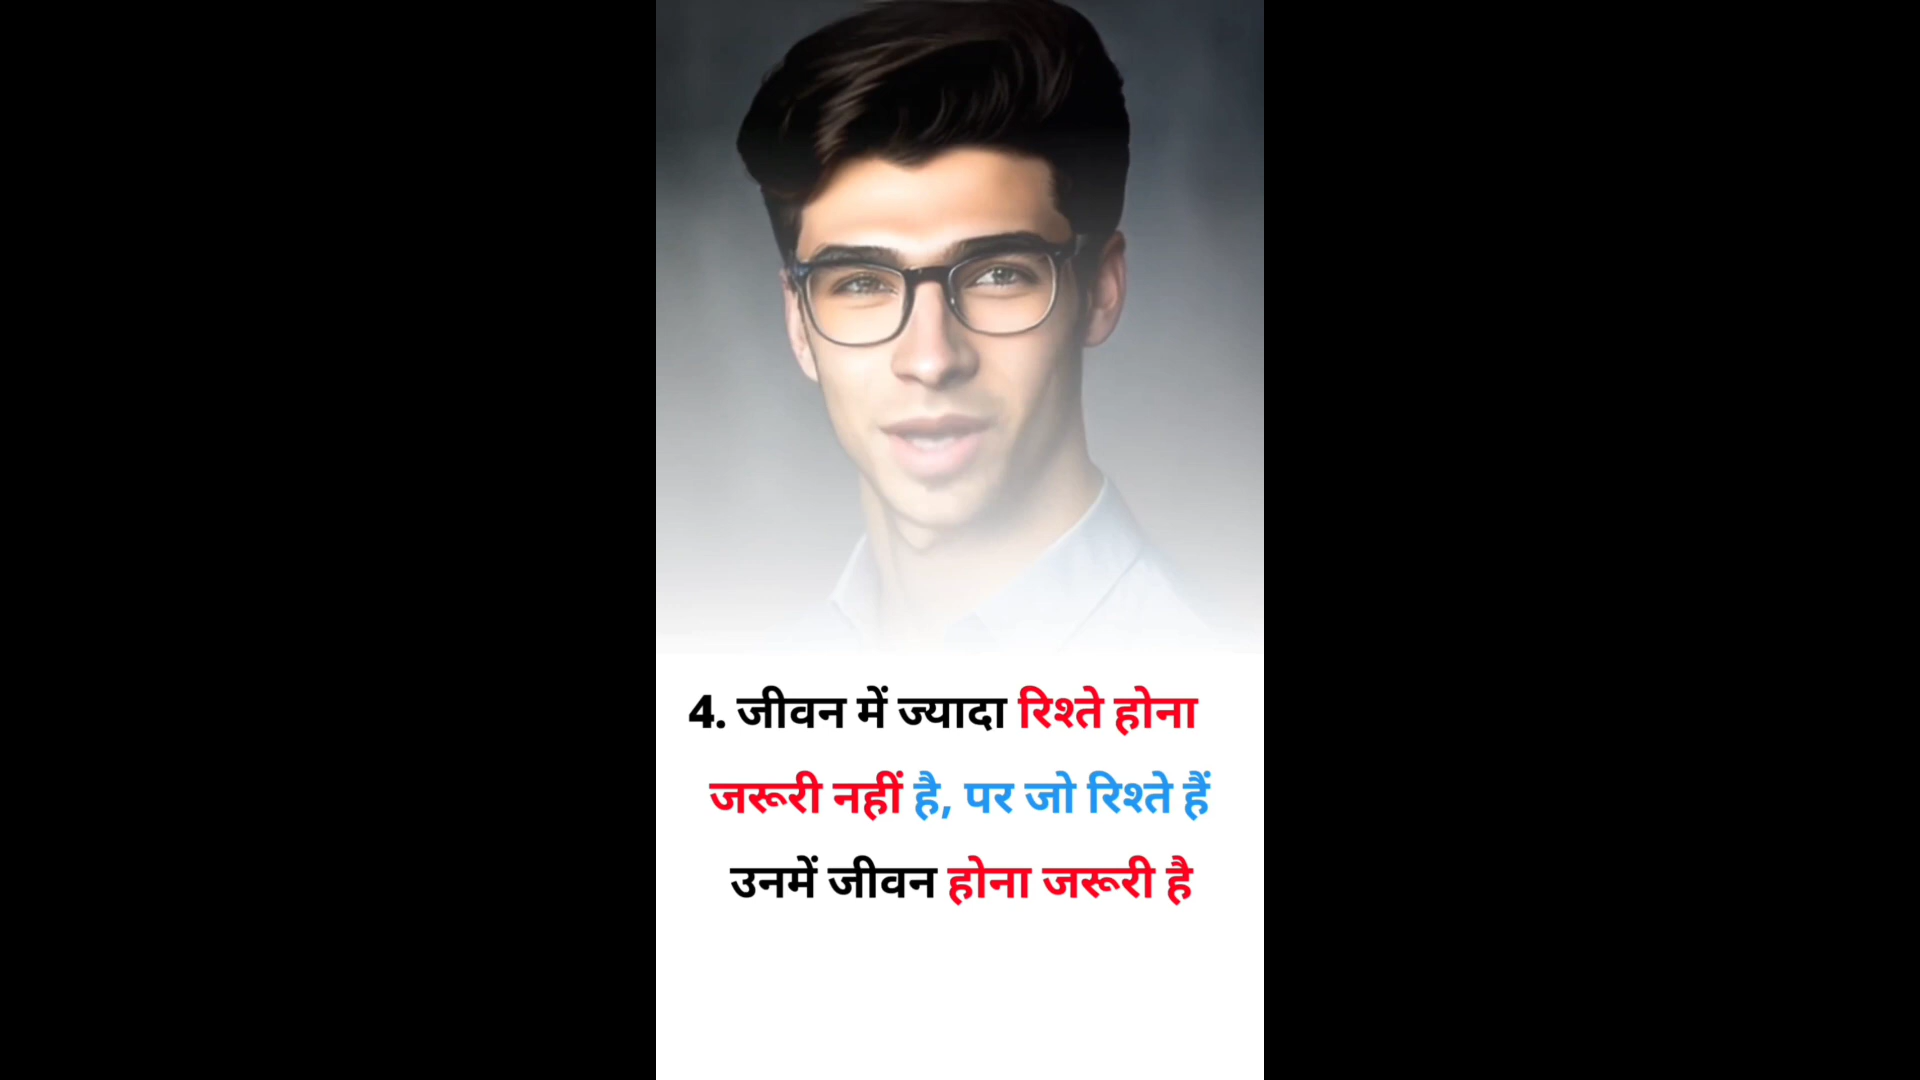 4. जीवन में ज्यादा रिश्ते होना
जरूरी नहीं है, पर जो रिश्ते हैं
उनमें जीवन होना जरूरी है